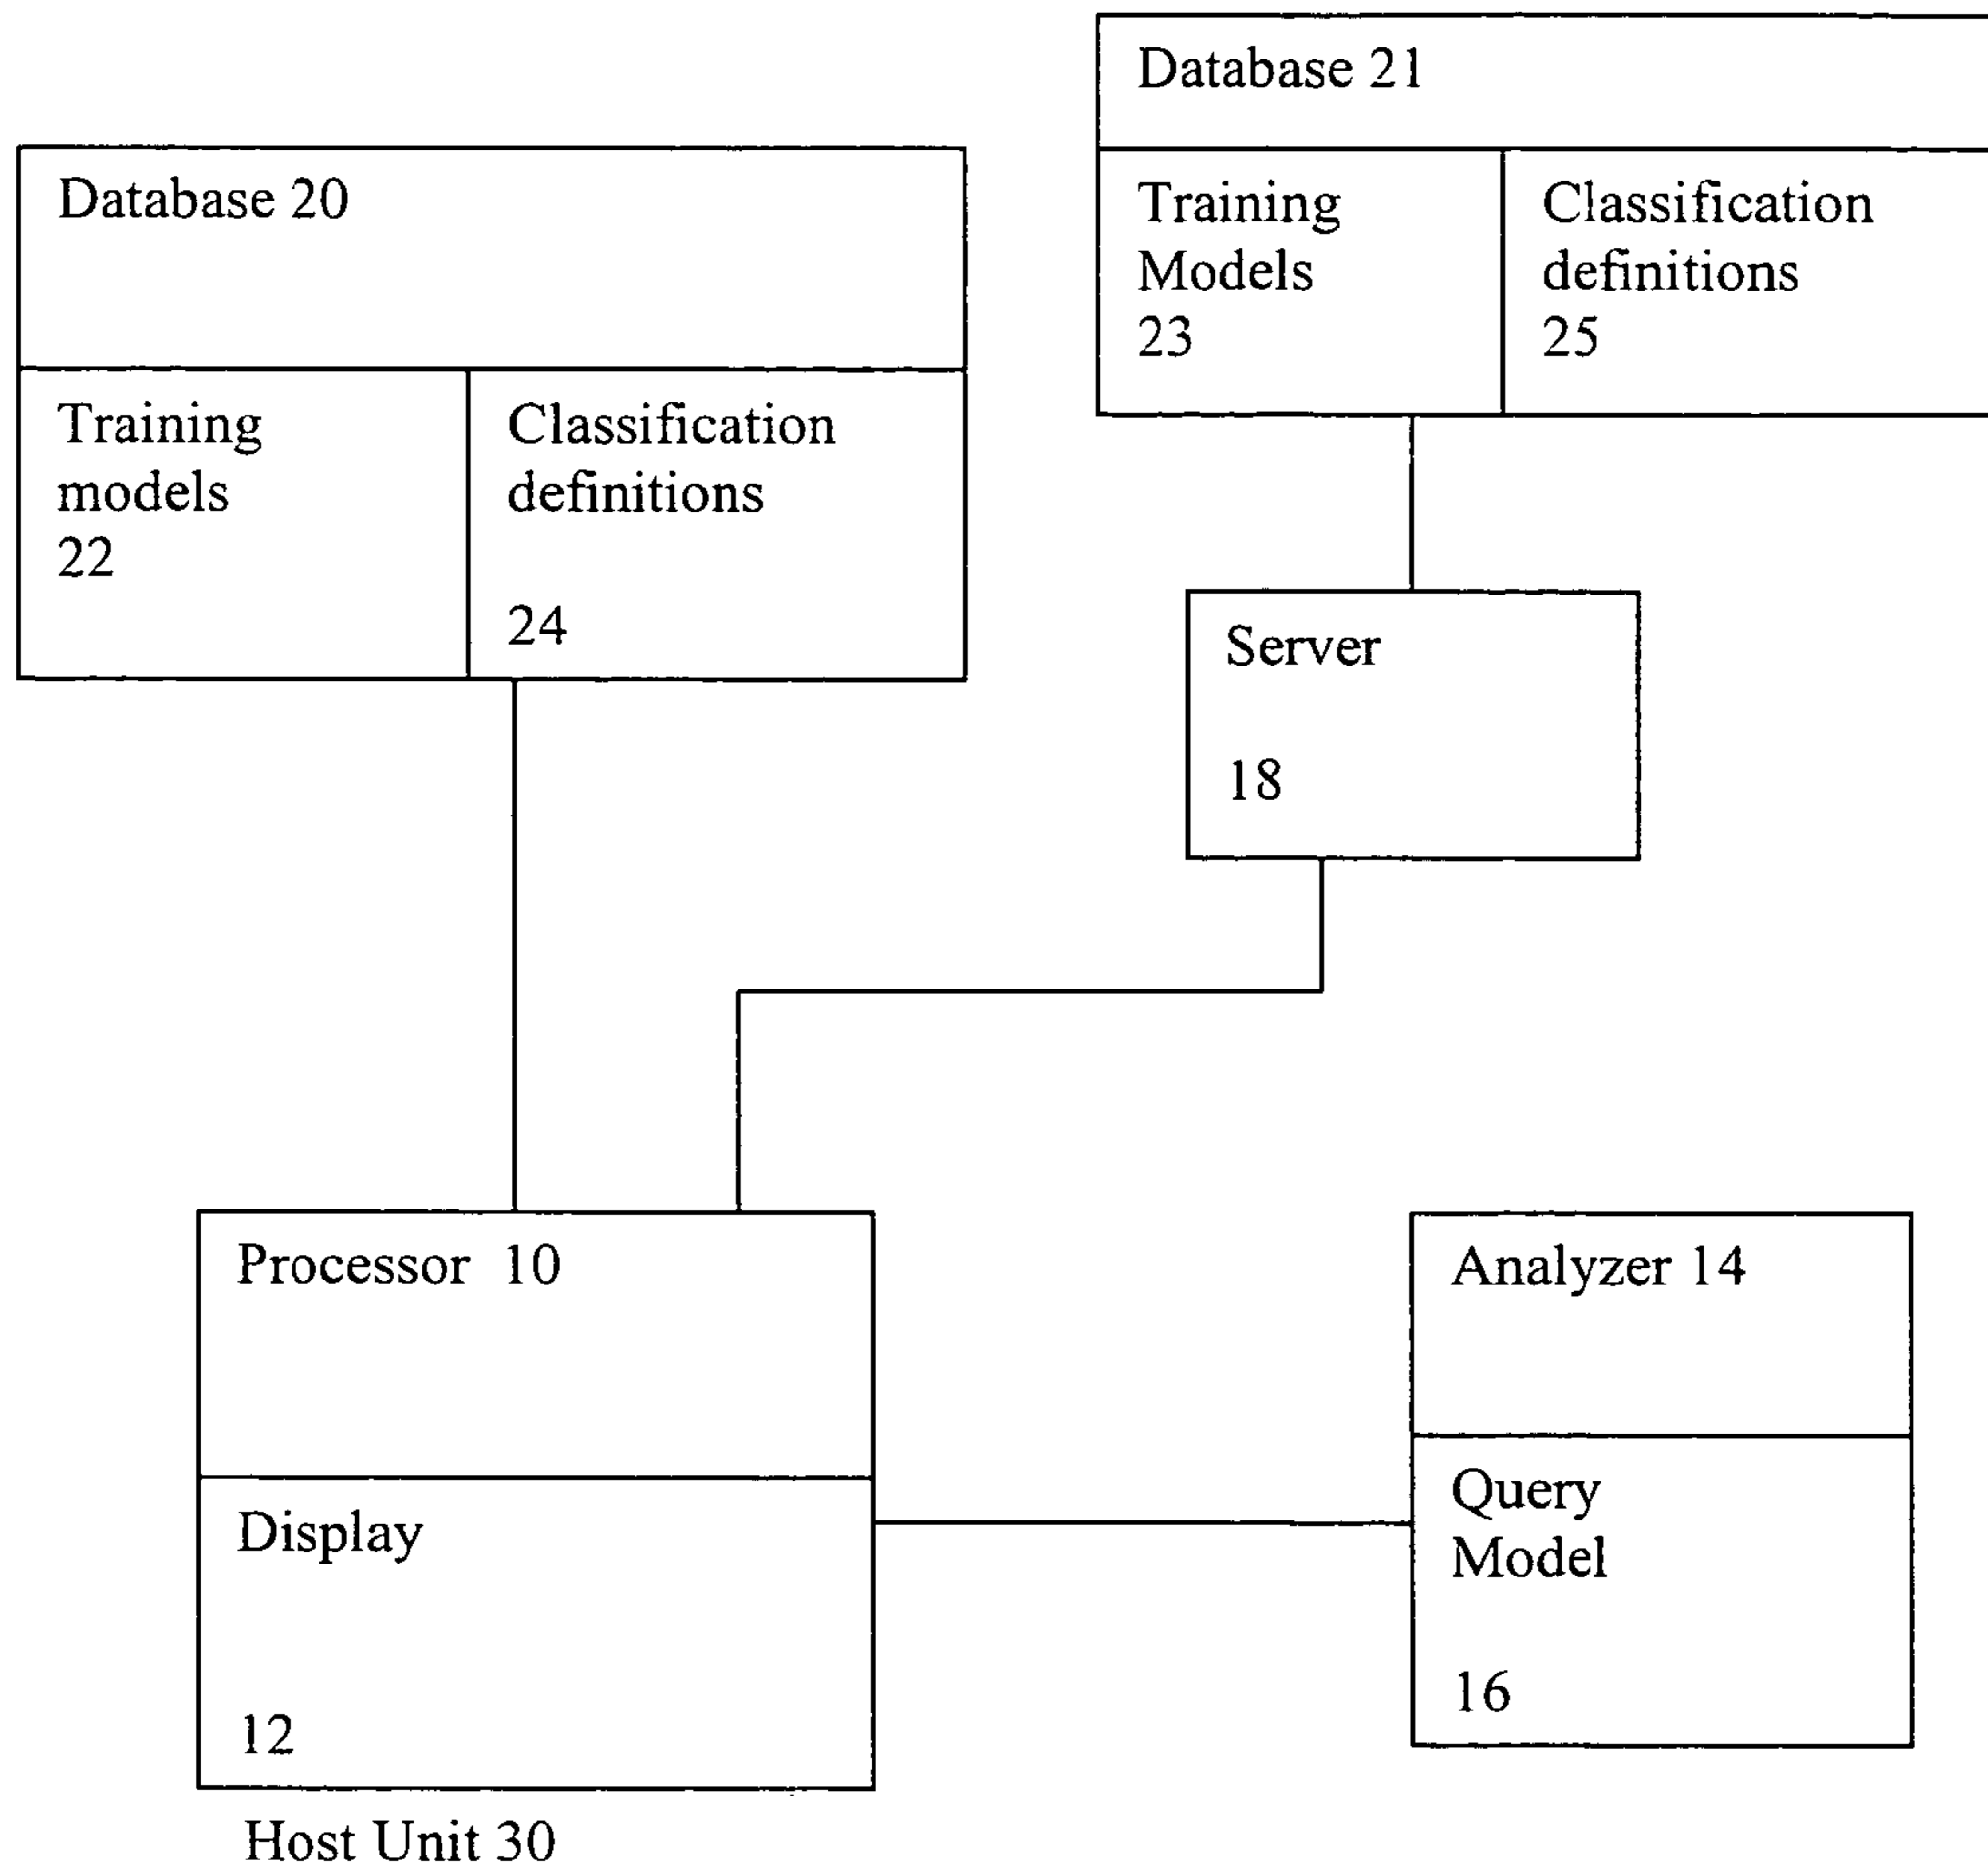 Database 21
Training
Models
23
Classification
definitions
25
Database 20
Training
models
22
Classification
definitions
24
Server
18
Processor 10
Display
12
Host Unit 30
Analyzer 14
Query
Model
16